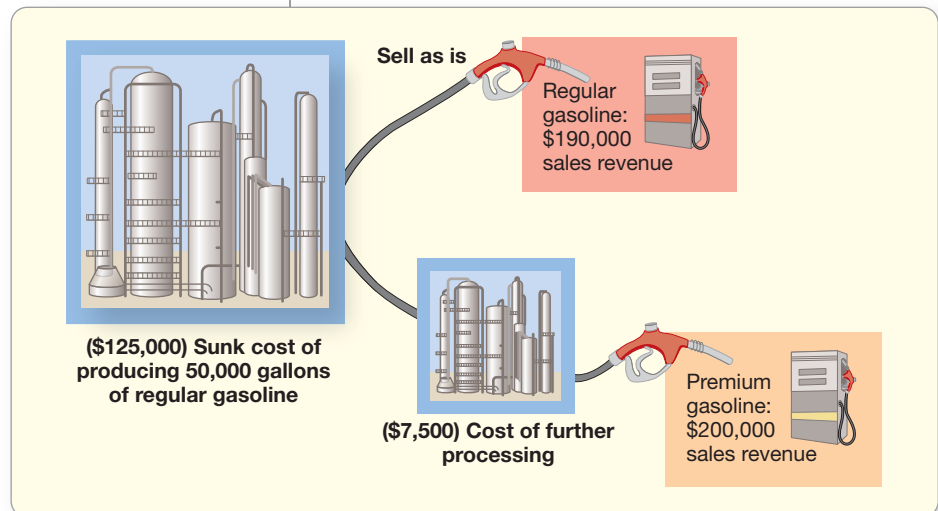 Sell as is
Regular
gasoline:
$190,000
sales revenue
($125,000) Sunk cost of
producing 50,000 gallons
of regular gasoline
($7,500) Cost of further
processing
Premium
gasoline:
$200,000
sales revenue